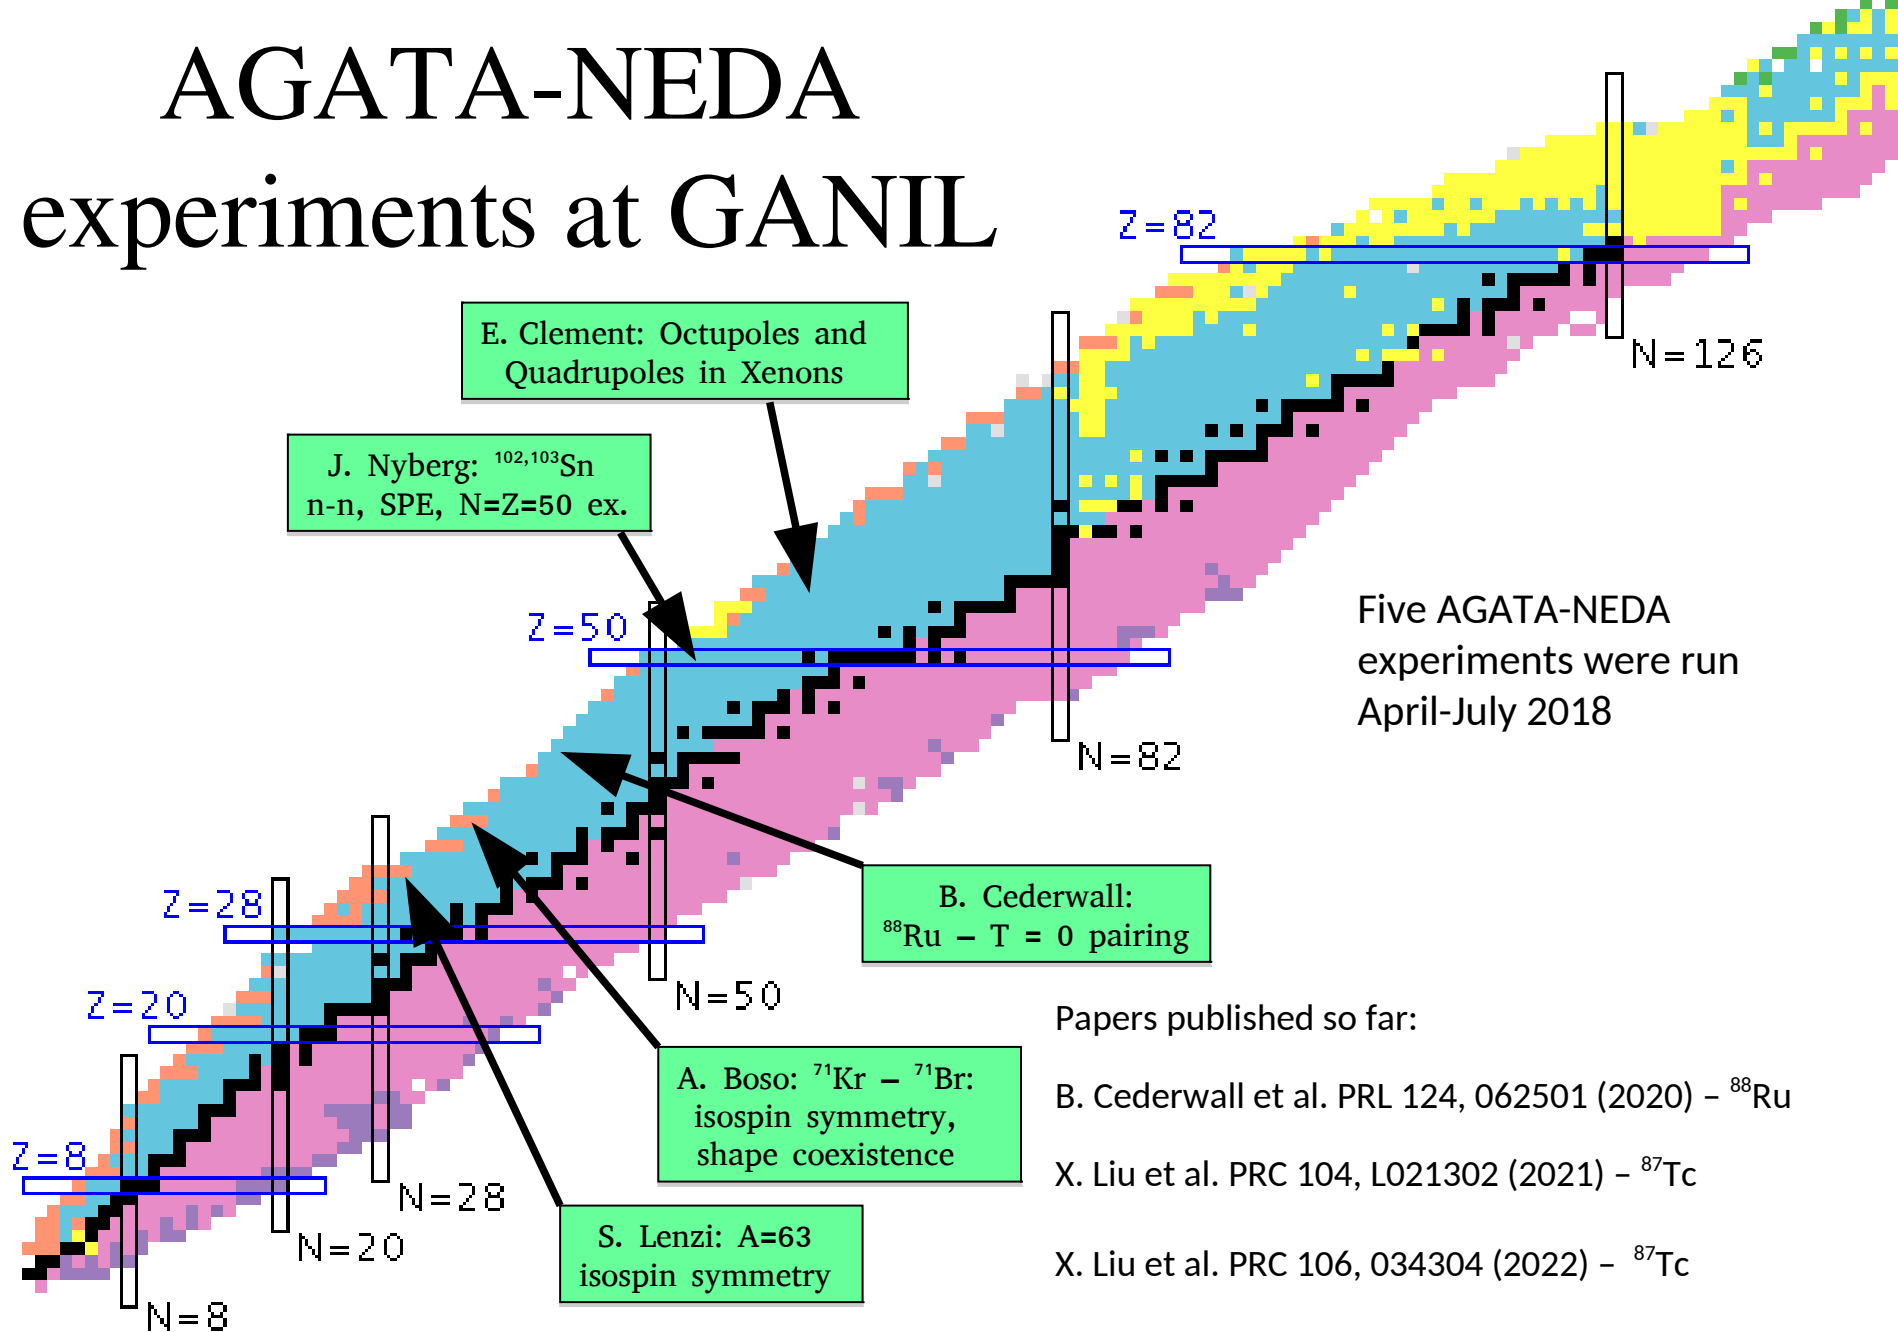 AGATA-NEDA
experiments at GANIL
Z=82
N=126
E. Clement: Octupoles and
Quadrupoles in Xenons
J. Nyberg: ¹⁰²,¹⁰³Sn
n-n, SPE, N=Z=50 ex.
Z=50
N=82
Five AGATA-NEDA
experiments were run
April-July 2018
B. Cederwall:
⁸⁸Ru – T = 0 pairing
Z=28
N=50
Z=20
A. Boso: ⁷¹Kr – ⁷¹Br:
isospin symmetry,
shape coexistence
Z=8
N=28
S. Lenzi: A=63
isospin symmetry
N=20
N=8
Papers published so far:
B. Cederwall et al. PRL 124, 062501 (2020) – ⁸⁸Ru
X. Liu et al. PRC 104, L021302 (2021) – ⁸⁷Tc
X. Liu et al. PRC 106, 034304 (2022) – ⁸⁷Tc